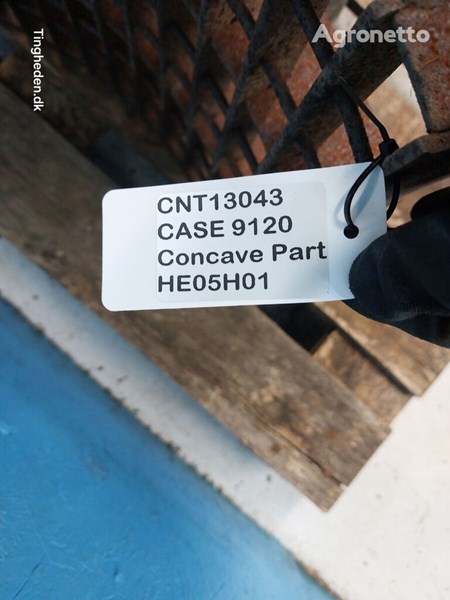 Agronetto
Tingheden.dk
CNT13043
CASE 9120
Concave Part
HE05H01